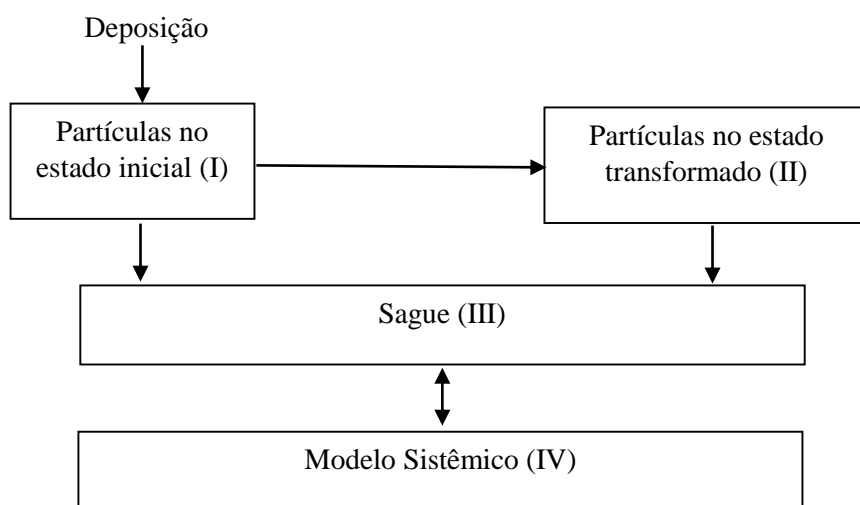 Deposição
Partículas no
estado inicial (I)
Partículas no estado
transformado (II)
Sague (III)
Modelo Sistêmico (IV)